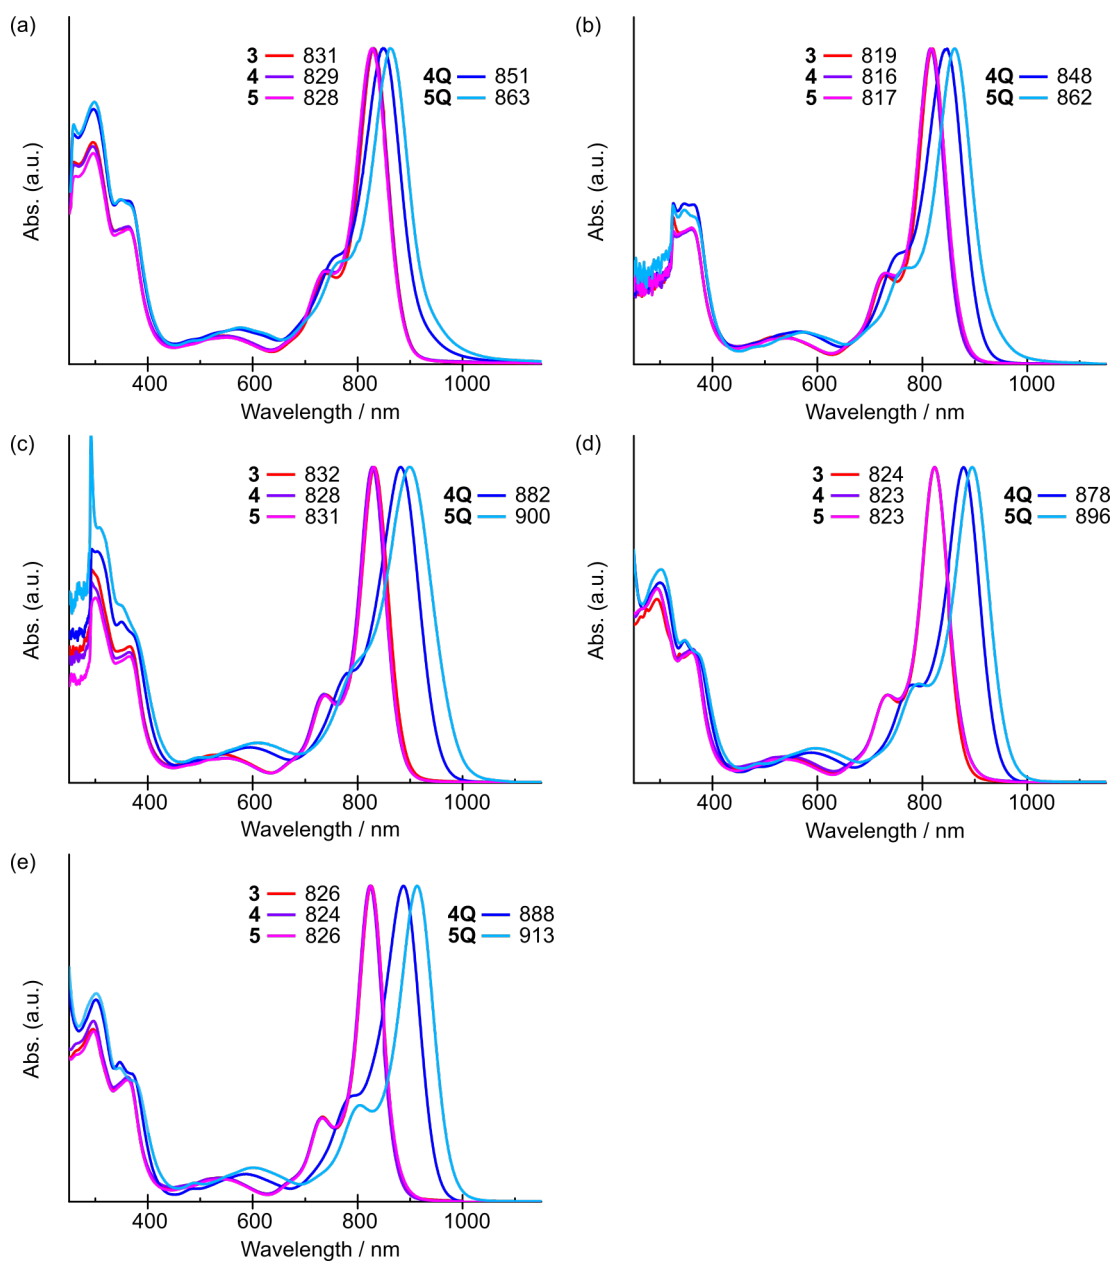 (a)
3 831
4 829
5 828
4Q 851
5Q 863
Abs. (a.u.)
400 600 800 1000
Wavelength / nm
(b)
3 819
4 816
5 817
4Q 848
5Q 862
Abs. (a.u.)
400 600 800 1000
Wavelength / nm
(c)
3 832
4 828
5 831
4Q 882
5Q 900
Abs. (a.u.)
400 600 800 1000
Wavelength / nm
(d)
3 824
4 823
5 823
4Q 878
5Q 896
Abs. (a.u.)
400 600 800 1000
Wavelength / nm
(e)
3 826
4 824
5 826
4Q 888
5Q 913
Abs. (a.u.)
400 600 800 1000
Wavelength / nm